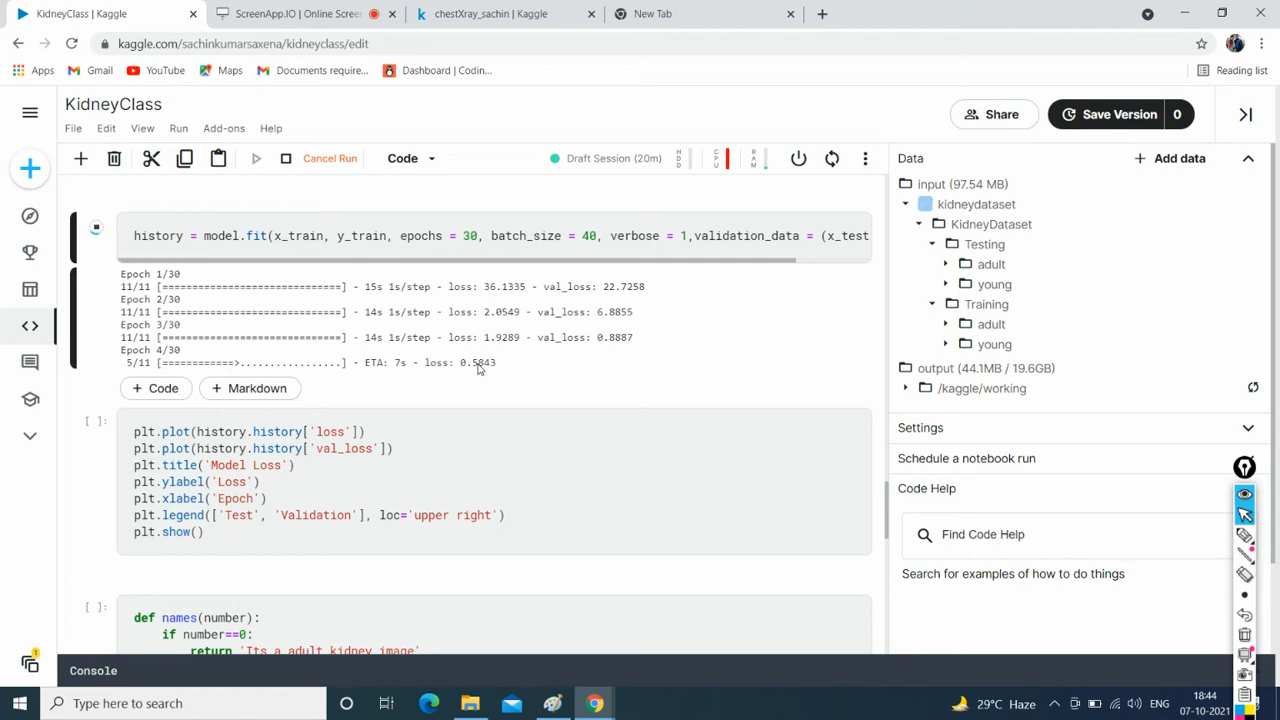 KidneyClass | Kaggle
ScreenApp.IO | Online Screen
chestXray_sachin | Kaggle
New Tab
kaggle.com/sachinkumarsaxena/kidneyclass/edit
Apps
Gmail
YouTube
Maps
Documents require...
Dashboard | Codin...
Reading list
KidneyClass
File Edit View Run Add-ons Help
Share
Save Version 0
Cancel Run
Code
Draft Session (20m)
HDD
CPU
RAM
history = model.fit(x_train, y_train, epochs = 30, batch_size = 40, verbose = 1,validation_data = (x_test
Epoch 1/30
11/11 [==============================] - 15s 1s/step - loss: 36.1335 - val_loss: 22.7258
Epoch 2/30
11/11 [==============================] - 14s 1s/step - loss: 2.0549 - val_loss: 6.8855
Epoch 3/30
11/11 [==============================] - 14s 1s/step - loss: 1.9289 - val_loss: 0.8887
Epoch 4/30
5/11 [============>.................] - ETA: 7s - loss: 0.5843
+ Code
+ Markdown
[ ]:
plt.plot(history.history['loss'])
plt.plot(history.history['val_loss'])
plt.title('Model Loss')
plt.ylabel('Loss')
plt.xlabel('Epoch')
plt.legend(['Test', 'Validation'], loc='upper right')
plt.show()
[ ]:
def names(number):
if number==0:
return 'Its a adult kidney image'
Console
Data
+ Add data
input (97.54 MB)
kidneydataset
KidneyDataset
Testing
adult
young
Training
adult
young
output (44.1MB / 19.6GB)
/kaggle/working
Settings
Schedule a notebook run
Code Help
Find Code Help
Search for examples of how to do things
1
Type here to search
29°C Haze
ENG
18:44
07-10-2021